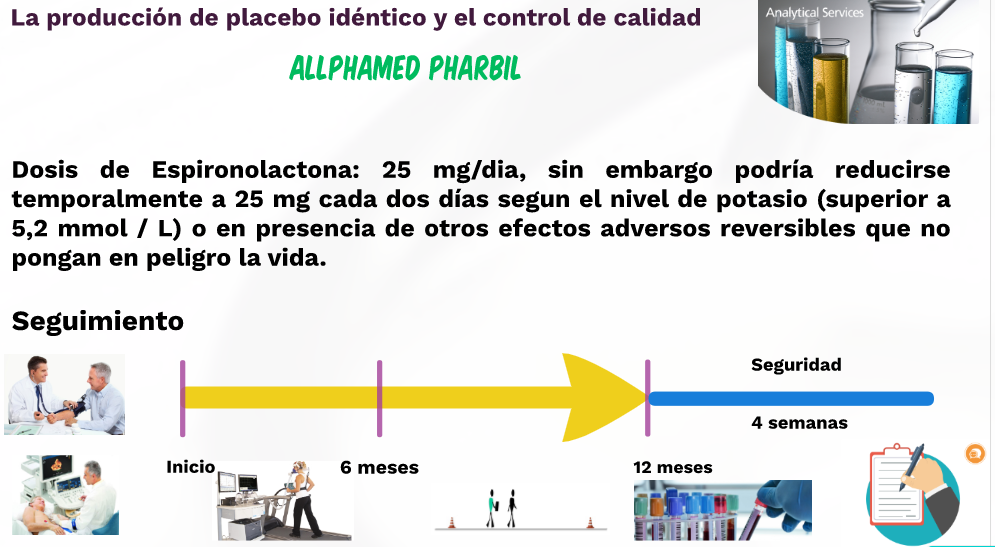 La producción de placebo idéntico y el control de calidad
Analytical Services
ALLPHAMED PHARBIL
Dosis de Espironolactona: 25 mg/dia, sin embargo podría reducirse
temporalmente a 25 mg cada dos días segun el nivel de potasio (superior a
5,2 mmol / L) o en presencia de otros efectos adversos reversibles que no
pongan en peligro la vida.
Seguimiento
Seguridad
4 semanas
Inicio
6 meses
12 meses